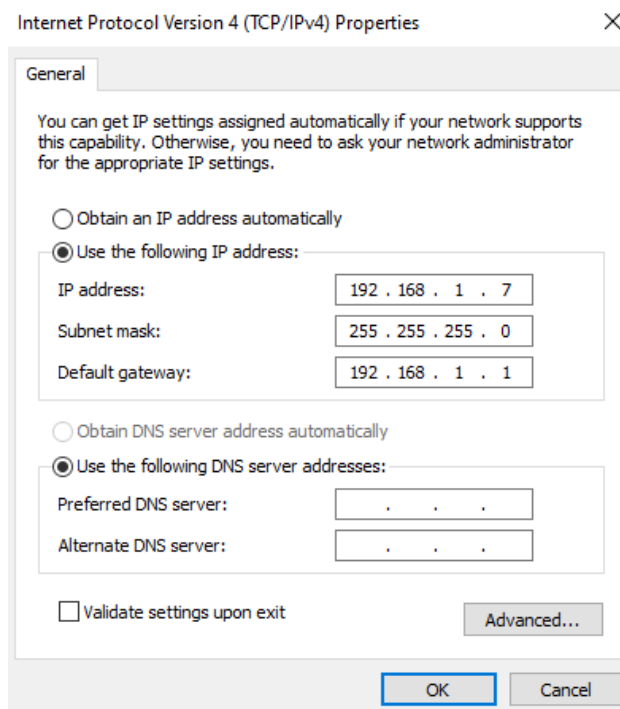 Internet Protocol Version 4 (TCP/IPv4) Properties
General
You can get IP settings assigned automatically if your network supports
this capability. Otherwise, you need to ask your network administrator
for the appropriate IP settings.
Obtain an IP address automatically
Use the following IP address:
IP address: 192 . 168 . 1 . 7
Subnet mask: 255 . 255 . 255 . 0
Default gateway: 192 . 168 . 1 . 1
Obtain DNS server address automatically
Use the following DNS server addresses:
Preferred DNS server: . . .
Alternate DNS server: . . .
Validate settings upon exit
Advanced...
OK Cancel